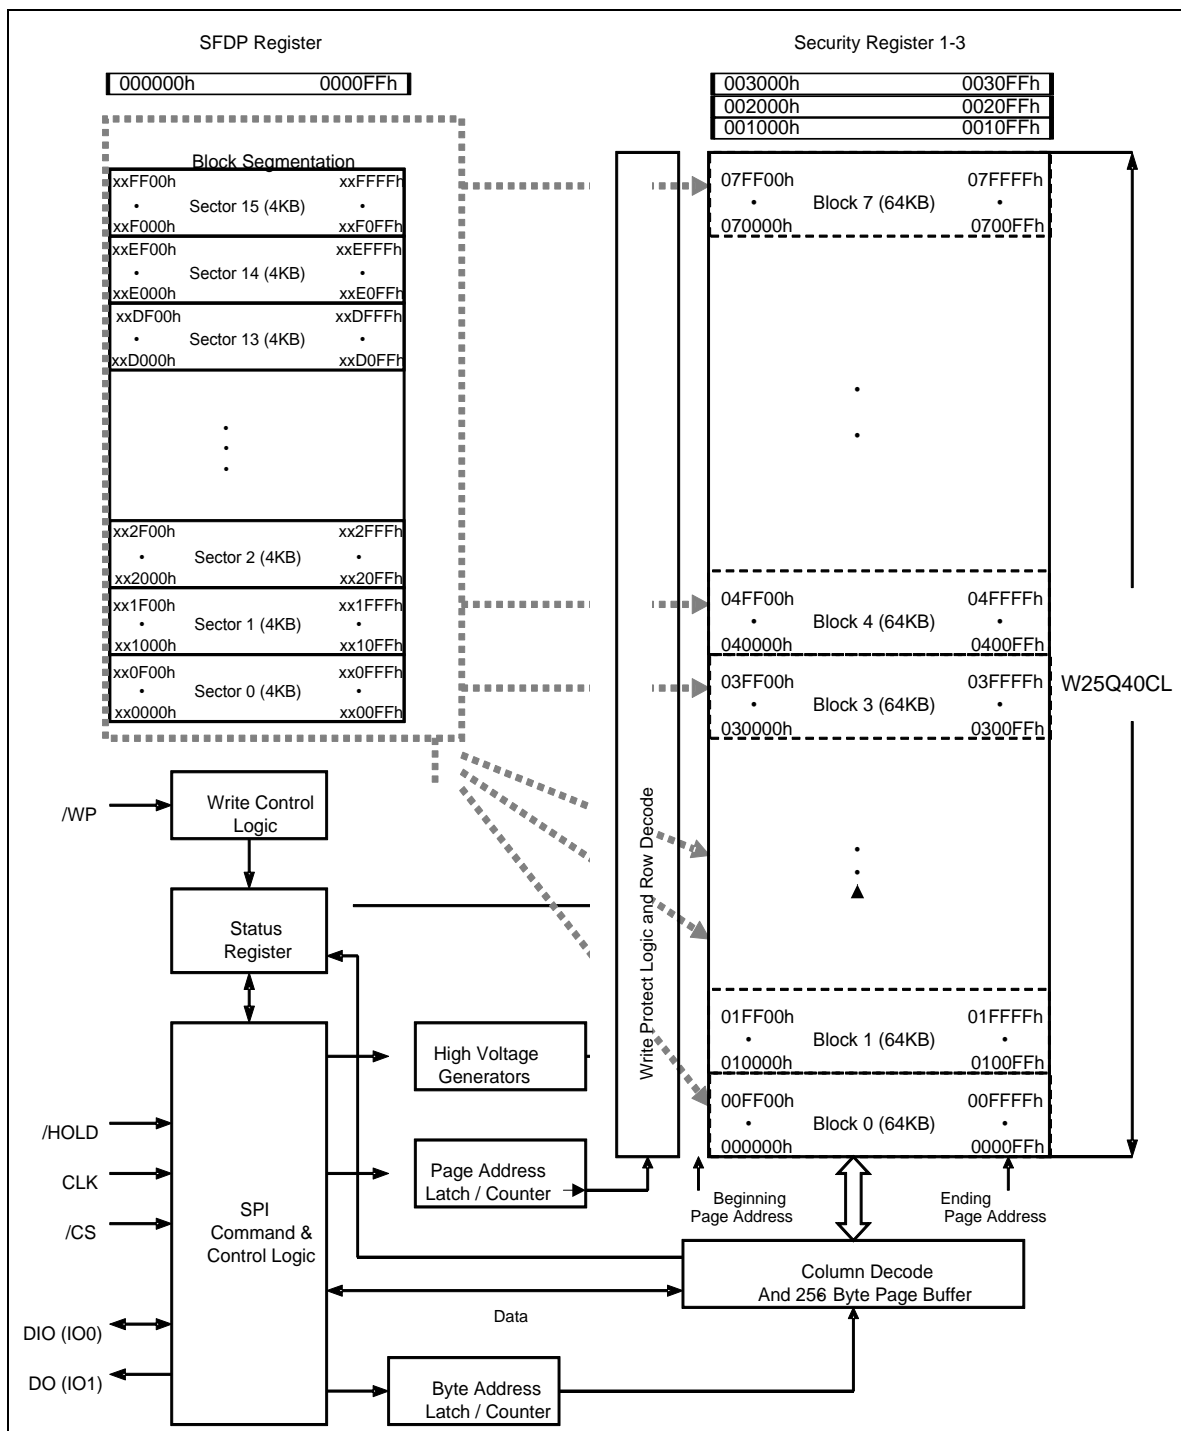 SFDP Register
000000h 0000FFh
Security Register 1-3
003000h 0030FFh
002000h 0020FFh
001000h 0010FFh
Block Segmentation
xxFF00h xxFFFFh
• Sector 15 (4KB) •
xxF000h xxF0FFh
xxEF00h xxEFFFh
• Sector 14 (4KB) •
xxE000h xxE0FFh
xxDF00h xxDFFFh
• Sector 13 (4KB) •
xxD000h xxD0FFh
xx2F00h xx2FFFh
• Sector 2 (4KB) •
xx2000h xx20FFh
xx1F00h xx1FFFh
• Sector 1 (4KB) •
xx1000h xx10FFh
xx0F00h xx0FFFh
• Sector 0 (4KB) •
xx0000h xx00FFh
Write Protect Logic and Row Decode
07FF00h 07FFFFh
• Block 7 (64KB) •
070000h 0700FFh
04FF00h 04FFFFh
• Block 4 (64KB) •
040000h 0400FFh
03FF00h 03FFFFh
• Block 3 (64KB) •
030000h 0300FFh
01FF00h 01FFFFh
• Block 1 (64KB) •
010000h 0100FFh
00FF00h 00FFFFh
• Block 0 (64KB) •
000000h 0000FFh
W25Q40CL
/WP
Write Control
Logic
Status
Register
High Voltage
Generators
/HOLD
CLK
/CS
Page Address
Latch / Counter
SPI
Command &
Control Logic
Beginning
Page Address
Ending
Page Address
Column Decode
And 256 Byte Page Buffer
Data
DIO (IO0)
DO (IO1)
Byte Address
Latch / Counter